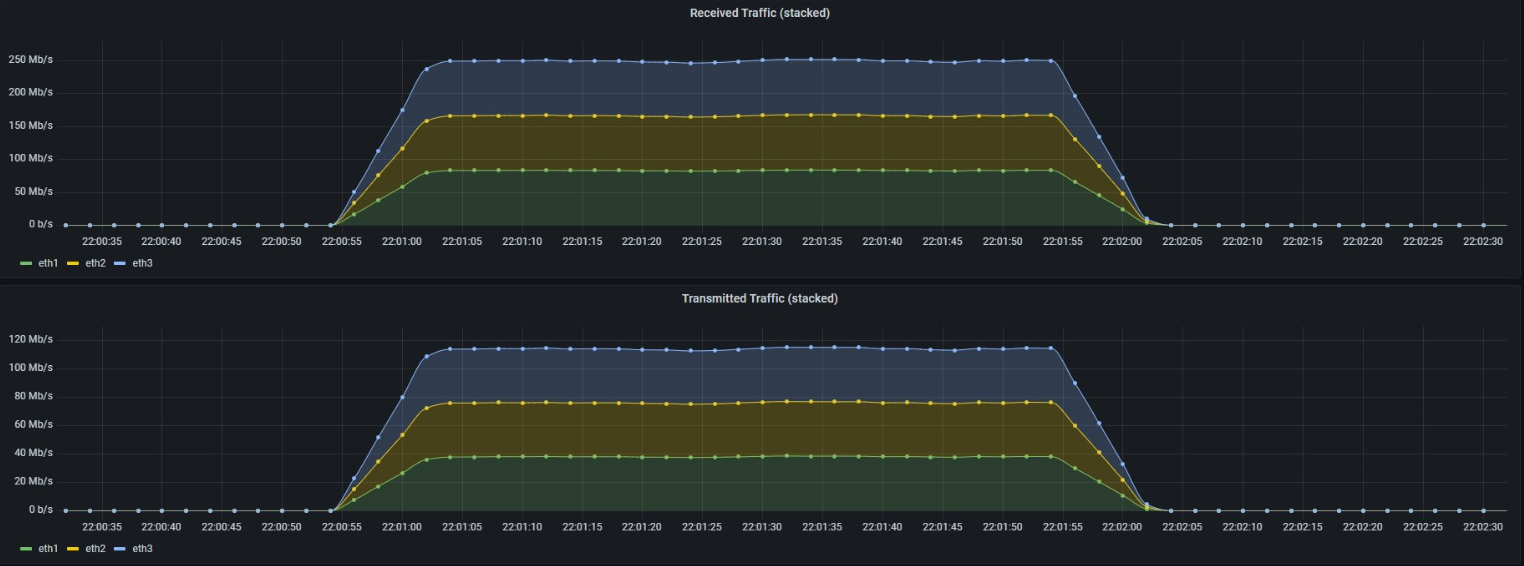 Received Traffic (stacked)
250 Mb/s
200 Mb/s
150 Mb/s
100 Mb/s
50 Mb/s
0 b/s
22:00:35 22:00:40 22:00:45 22:00:50 22:00:55 22:01:00 22:01:05 22:01:10 22:01:15 22:01:20 22:01:25 22:01:30 22:01:35 22:01:40 22:01:45 22:01:50 22:01:55 22:02:00 22:02:05 22:02:10 22:02:15 22:02:20 22:02:25 22:02:30
eth1 eth2 eth3
Transmitted Traffic (stacked)
120 Mb/s
100 Mb/s
80 Mb/s
60 Mb/s
40 Mb/s
20 Mb/s
0 b/s
22:00:35 22:00:40 22:00:45 22:00:50 22:00:55 22:01:00 22:01:05 22:01:10 22:01:15 22:01:20 22:01:25 22:01:30 22:01:35 22:01:40 22:01:45 22:01:50 22:01:55 22:02:00 22:02:05 22:02:10 22:02:15 22:02:20 22:02:25 22:02:30
eth1 eth2 eth3